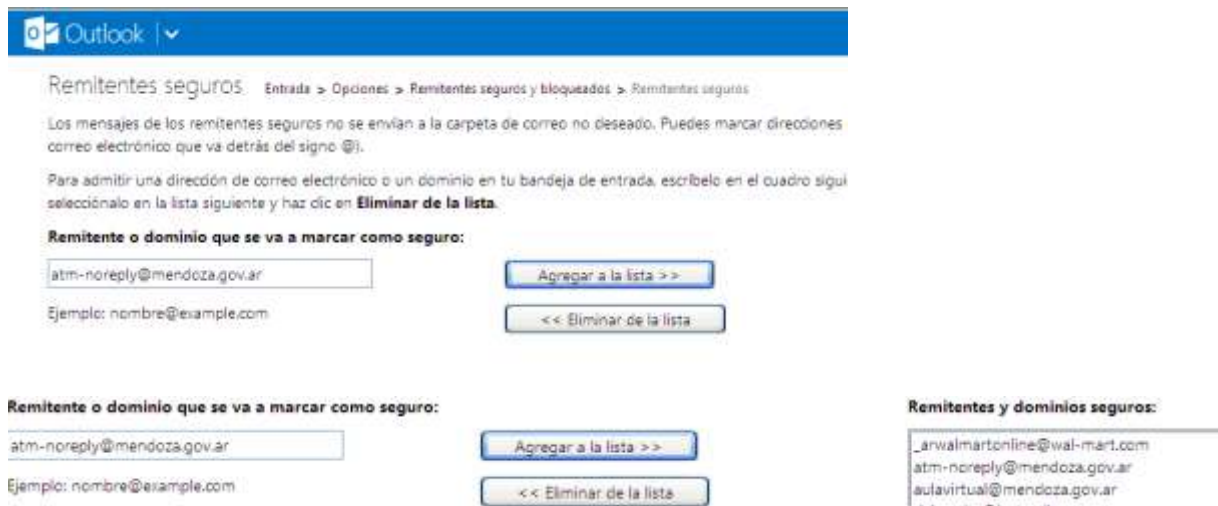 Outlook
Remitentes seguros Entrada > Opciones > Remitentes seguros y bloqueados > Remitentes seguros
Los mensajes de los remitentes seguros no se envían a la carpeta de correo no deseado. Puedes marcar direcciones
correo electrónico que va detrás del signo @).
Para admitir una dirección de correo electrónico o un dominio en tu bandeja de entrada, escríbelo en el cuadro sigui
selecciónalo en la lista siguiente y haz clic en Eliminar de la lista.
Remitente o dominio que se va a marcar como seguro:
atm-noreply@mendoza.gov.ar Agregar a la lista >>
Ejemplo: nombre@example.com << Eliminar de la lista
Remitente o dominio que se va a marcar como seguro: Remitentes y dominios seguros:
atm-noreply@mendoza.gov.ar Agregar a la lista >> _arwalmartonline@wal-mart.com
atm-noreply@mendoza.gov.ar
Ejemplo: nombre@example.com << Eliminar de la lista aulavirtual@mendoza.gov.ar